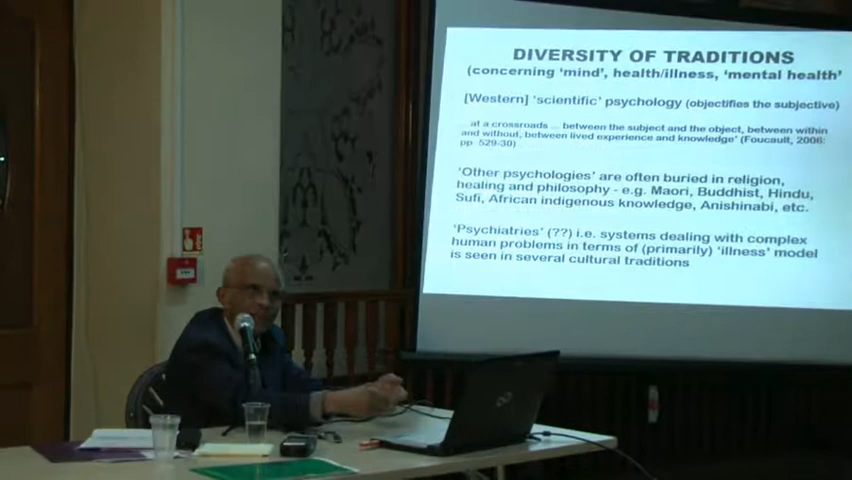 DIVERSITY OF TRADITIONS
(concerning 'mind', health/illness, 'mental health')
[Western] 'scientific' psychology (objectifies the subjective)
... at a crossroads ... between the subject and the object, between within
and without, between lived experience and knowledge' (Foucault, 2006:
pp 529-30)
'Other psychologies' are often buried in religion,
healing and philosophy - e.g. Maori, Buddhist, Hindu,
Sufi, African indigenous knowledge, Anishinabi, etc.
'Psychiatries' (??) i.e. systems dealing with complex
human problems in terms of (primarily) 'illness' model
is seen in several cultural traditions